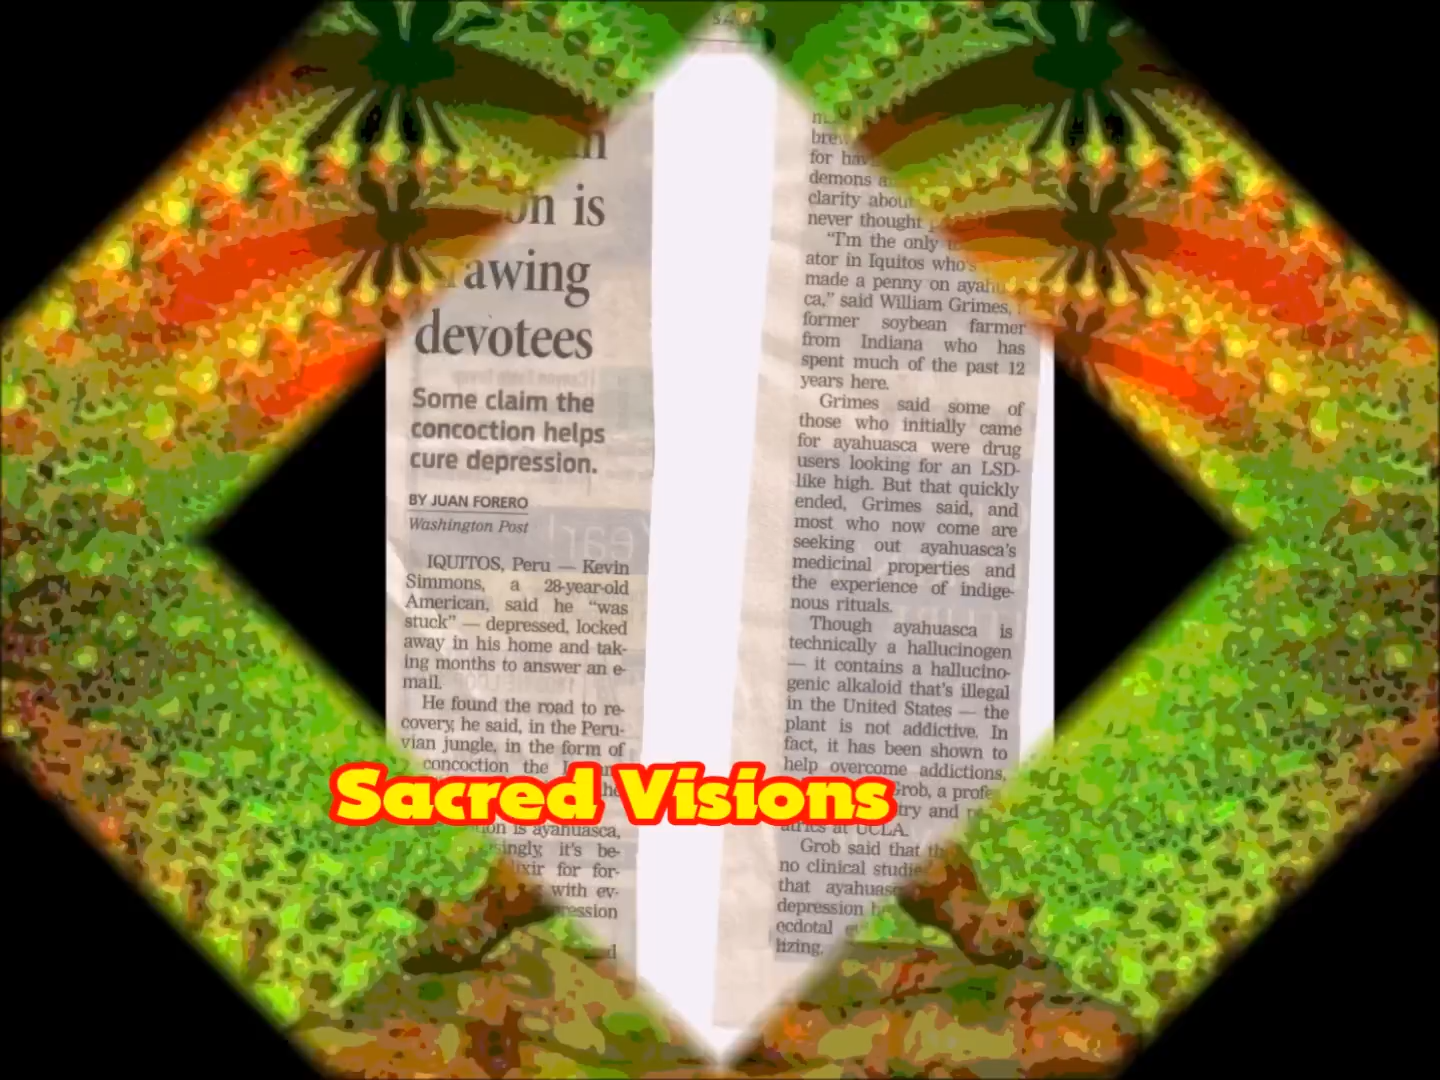 on is
awing
devotees
Some claim the
concoction helps
cure depression.
BY JUAN FORERO
Washington Post
IQUITOS, Peru — Kevin
Simmons, a 28-year-old
American, said he “was
stuck” — depressed, locked
away in his home and tak-
ing months to answer an e-
mail.
He found the road to re-
covery, he said, in the Peru-
vian jungle, in the form of
concoction the
is ayahuasca,
singly, it's be-
for for-
with ev-
ression
brew
for hav
demons a
clarity about
never thought
“I'm the only
ator in Iquitos who's
made a penny on ayahu
ca,” said William Grimes,
former soybean farmer
from Indiana who has
spent much of the past 12
years here.
Grimes said some of
those who initially came
for ayahuasca were drug
users looking for an LSD-
like high. But that quickly
ended, Grimes said, and
most who now come are
seeking out ayahuasca's
medicinal properties and
the experience of indige-
nous rituals.
Though ayahuasca is
technically a hallucinogen
— it contains a hallucino-
genic alkaloid that's illegal
in the United States — the
plant is not addictive. In
fact, it has been shown to
help overcome addictions,
Grob, a profe
try and
atrics at UCLA.
Grob said that th
no clinical studie
that ayahuasc
depression h
ecdotal
lizing.
Sacred Visions